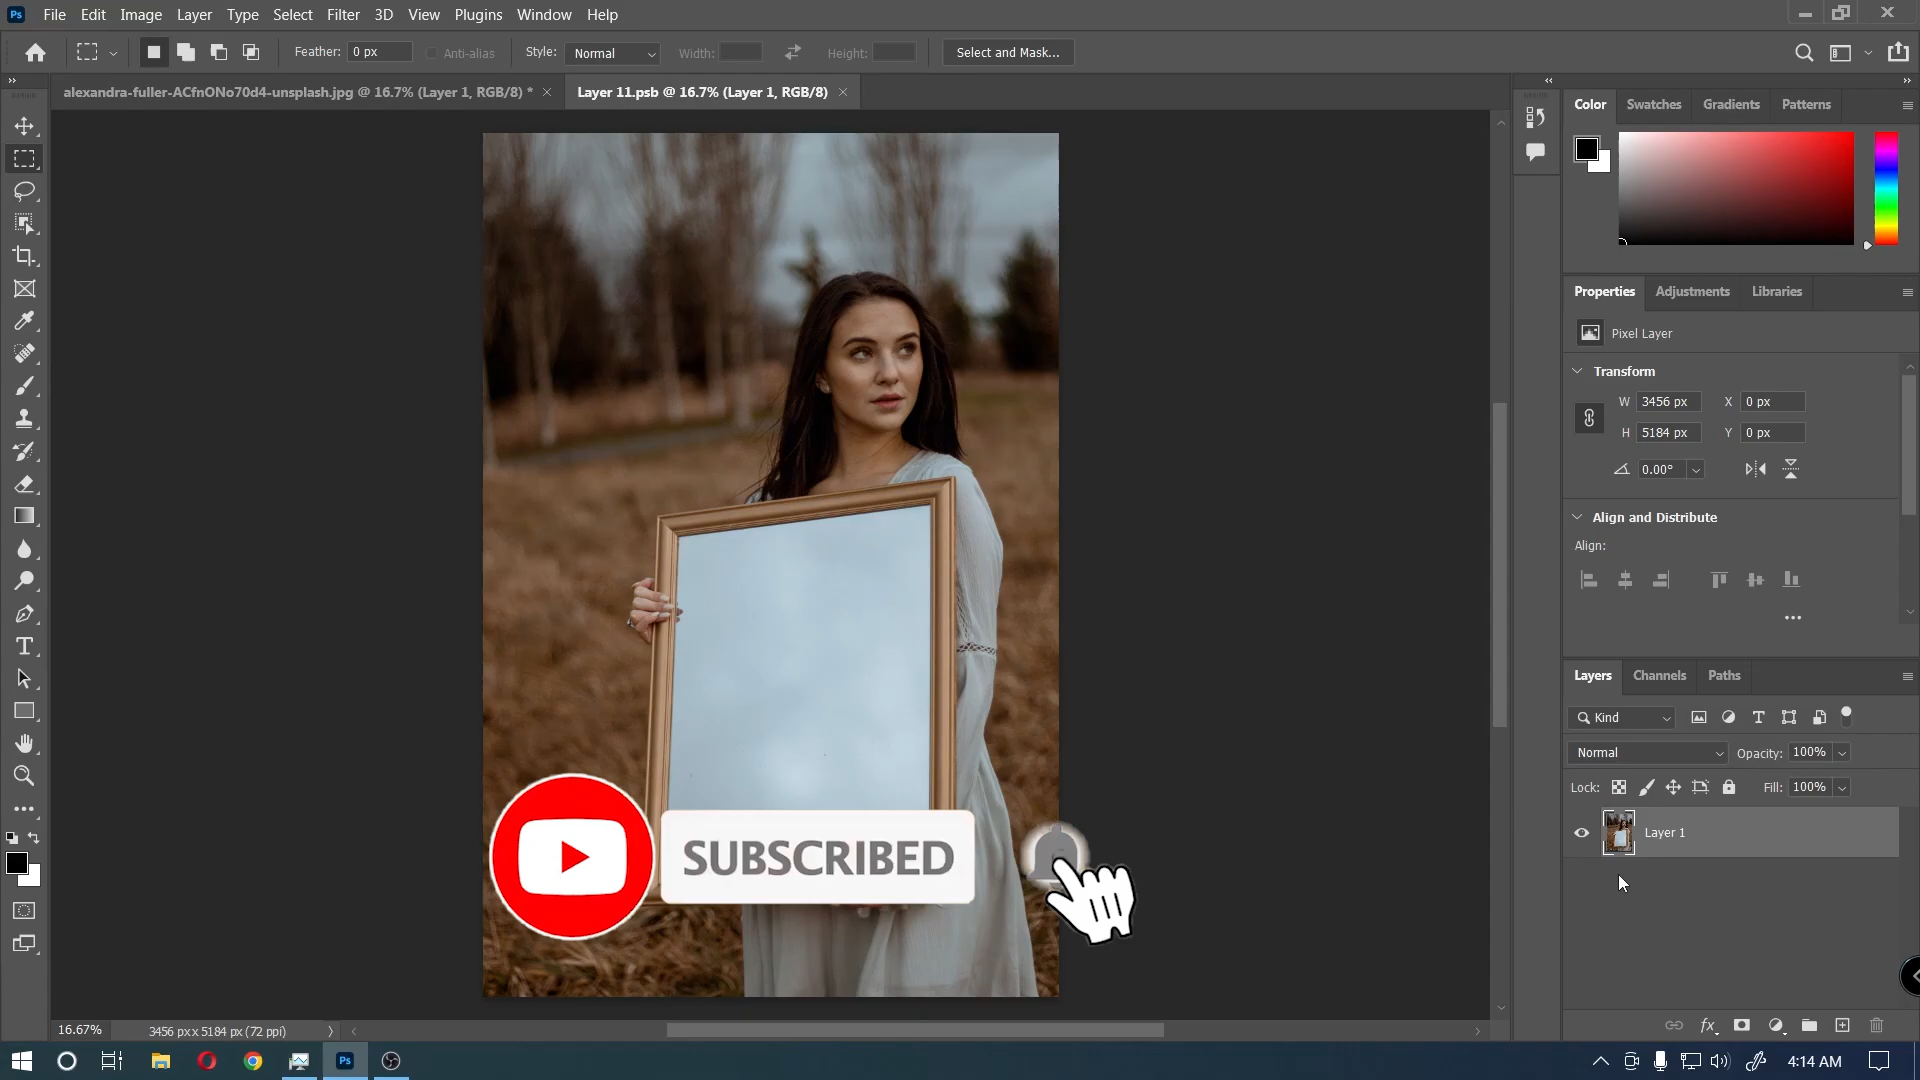 Ps File Edit Image Layer Type Select Filter 3D View Plugins Window Help
Feather: 0 px Anti-alias Style: Normal Width: Height: Select and Mask...
alexandra-fuller-ACfnONo70d4-unsplash.jpg @ 16.7% (Layer 1, RGB/8) * × Layer 11.psb @ 16.7% (Layer 1, RGB/8) ×
Color Swatches Gradients Patterns
Properties Adjustments Libraries
Pixel Layer
Transform
W 3456 px X 0 px
H 5184 px Y 0 px
0.00°
Align and Distribute
Align:
Layers Channels Paths
Kind
Normal Opacity: 100%
Lock: Fill: 100%
Layer 1
SUBSCRIBED
fx
16.67% 3456 px x 5184 px (72 ppi)
Ps 4:14 AM